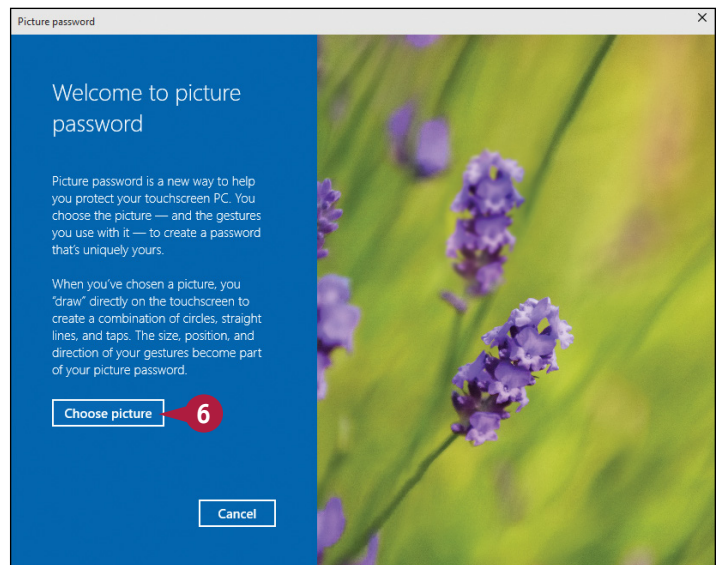 Picture password
Welcome to picture
password
Picture password is a new way to help
you protect your touchscreen PC. You
choose the picture — and the gestures
you use with it — to create a password
that's uniquely yours.
When you've chosen a picture, you
"draw" directly on the touchscreen to
create a combination of circles, straight
lines, and taps. The size, position, and
direction of your gestures become part
of your picture password.
Choose picture 6
Cancel